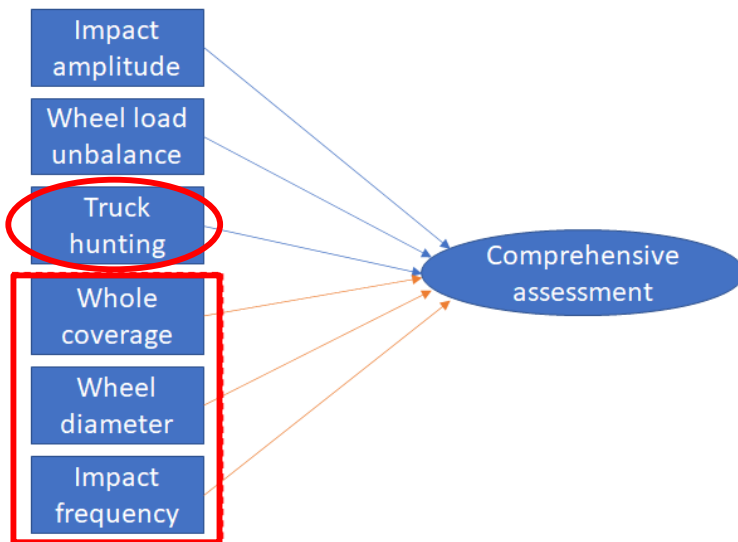 Impact
amplitude
Wheel load
unbalance
Truck
hunting
Whole
coverage
Wheel
diameter
Impact
frequency
Comprehensive
assessment